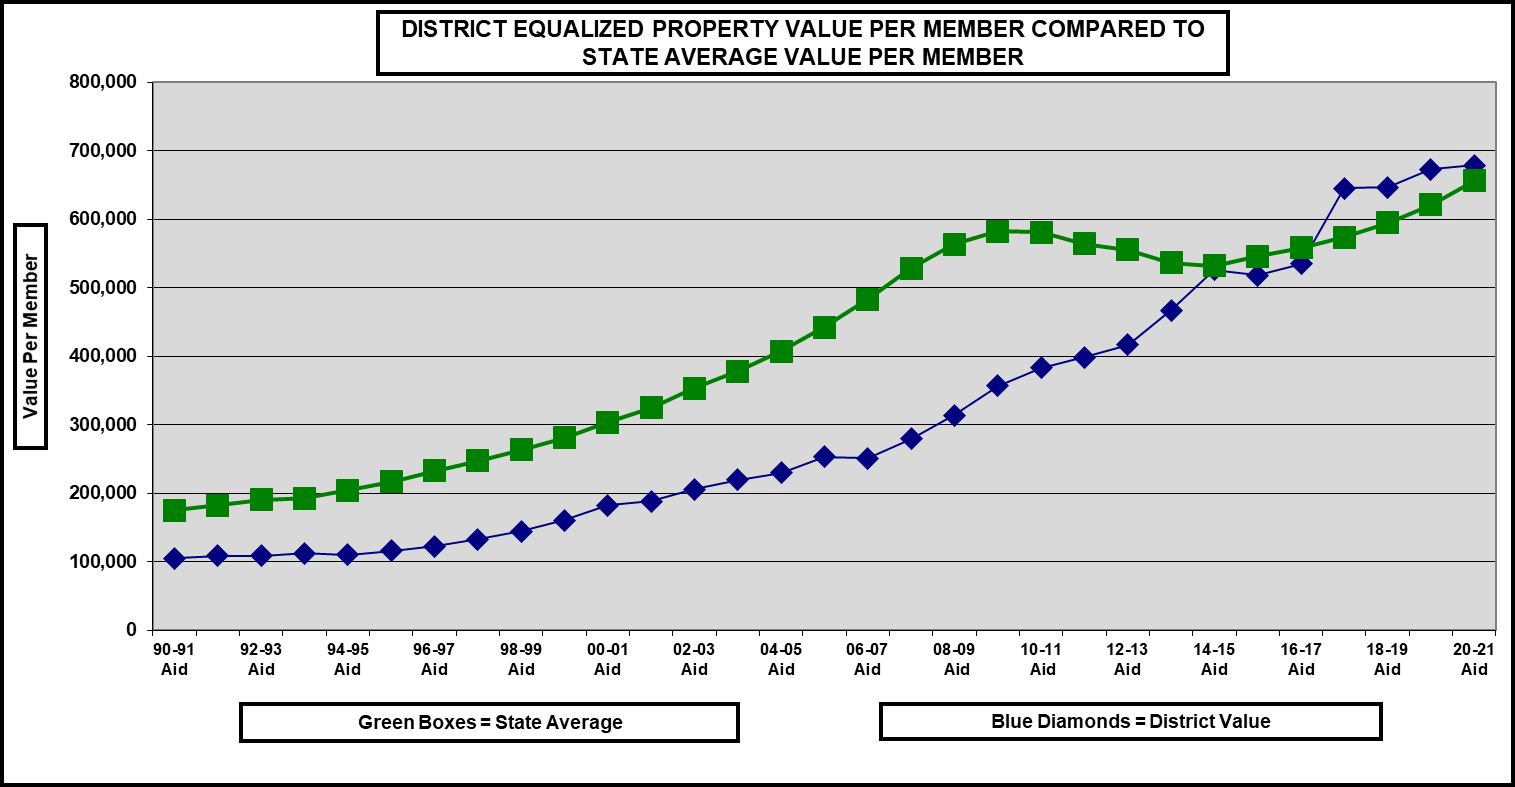 DISTRICT EQUALIZED PROPERTY VALUE PER MEMBER COMPARED TO
STATE AVERAGE VALUE PER MEMBER
800,000
700,000
600,000
500,000
400,000
300,000
200,000
100,000
0
Value Per Member
90-91 Aid
92-93 Aid
94-95 Aid
96-97 Aid
98-99 Aid
00-01 Aid
02-03 Aid
04-05 Aid
06-07 Aid
08-09 Aid
10-11 Aid
12-13 Aid
14-15 Aid
16-17 Aid
18-19 Aid
20-21 Aid
Green Boxes = State Average
Blue Diamonds = District Value